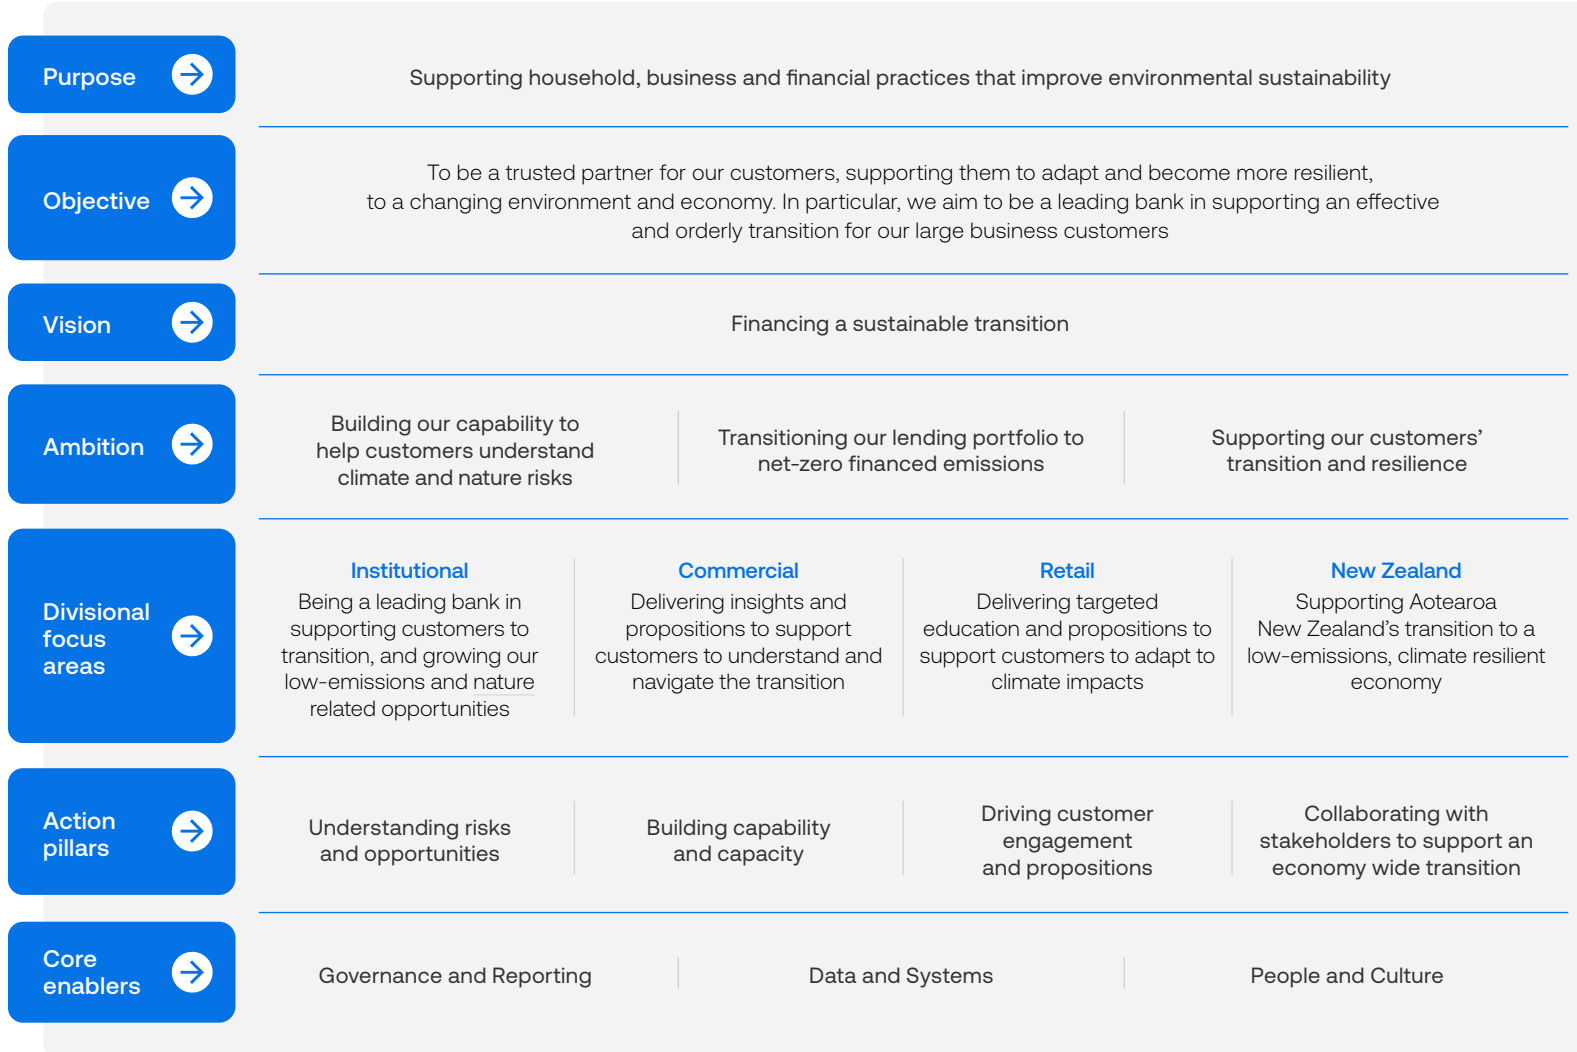 Purpose
Supporting household, business and financial practices that improve environmental sustainability
Objective
To be a trusted partner for our customers, supporting them to adapt and become more resilient,
to a changing environment and economy. In particular, we aim to be a leading bank in supporting an effective
and orderly transition for our large business customers
Vision
Financing a sustainable transition
Ambition
Building our capability to
help customers understand
climate and nature risks
Transitioning our lending portfolio to
net-zero financed emissions
Supporting our customers’
transition and resilience
Divisional
focus
areas
Institutional
Being a leading bank in
supporting customers to
transition, and growing our
low-emissions and nature
related opportunities
Commercial
Delivering insights and
propositions to support
customers to understand and
navigate the transition
Retail
Delivering targeted
education and propositions to
support customers to adapt to
climate impacts
New Zealand
Supporting Aotearoa
New Zealand’s transition to a
low-emissions, climate resilient
economy
Action
pillars
Understanding risks
and opportunities
Building capability
and capacity
Driving customer
engagement
and propositions
Collaborating with
stakeholders to support an
economy wide transition
Core
enablers
Governance and Reporting
Data and Systems
People and Culture